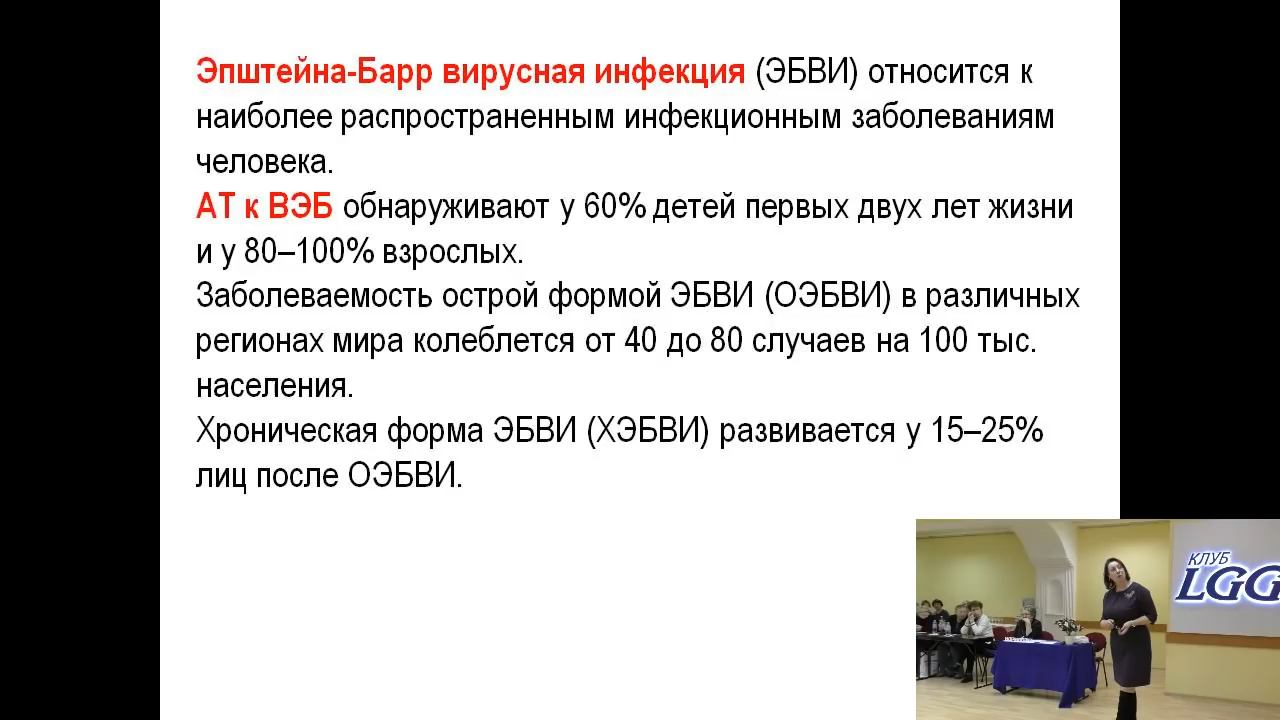 Эпштейна-Барр вирусная инфекция (ЭБВИ) относится к
наиболее распространенным инфекционным заболеваниям
человека.
АТ к ВЭБ обнаруживают у 60% детей первых двух лет жизни
и у 80–100% взрослых.
Заболеваемость острой формой ЭБВИ (ОЭБВИ) в различных
регионах мира колеблется от 40 до 80 случаев на 100 тыс.
населения.
Хроническая форма ЭБВИ (ХЭБВИ) развивается у 15–25%
лиц после ОЭБВИ.
КЛУБ
LGG